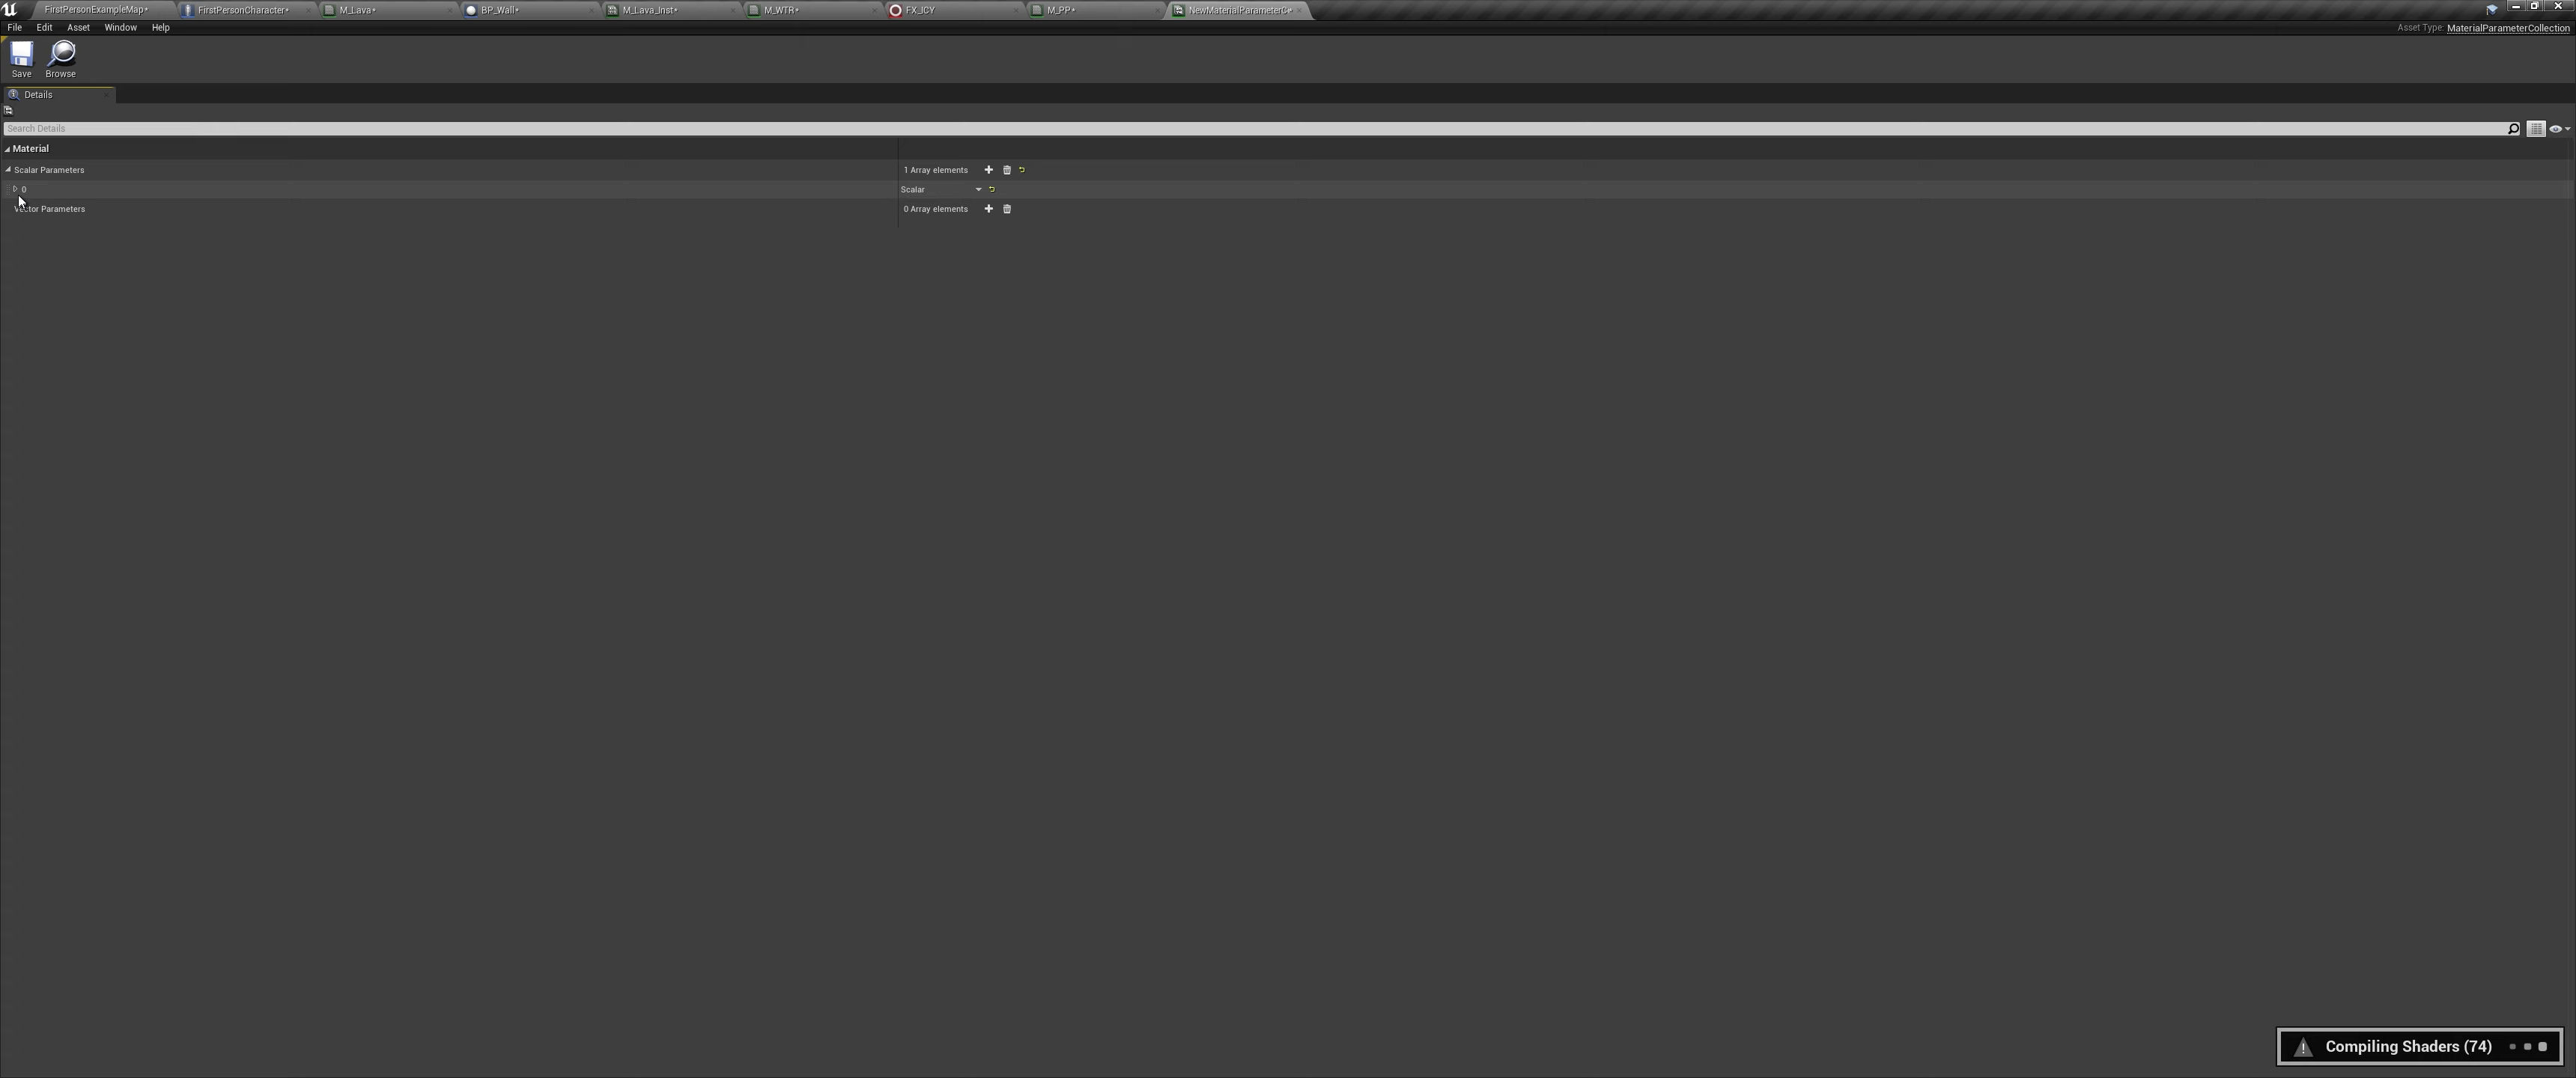 FirstPersonExampleMap* FirstPersonCharacter* M_Lava* BP_Wall* M_Lava_Inst* M_WTR* FX_ICY M_PP* NewMaterialParameterC
File Edit Asset Window Help Asset Type: MaterialParameterCollection
Save Browse
Details
Search Details
Material
Scalar Parameters 1 Array elements
0 Scalar
Vector Parameters 0 Array elements
Compiling Shaders (74)